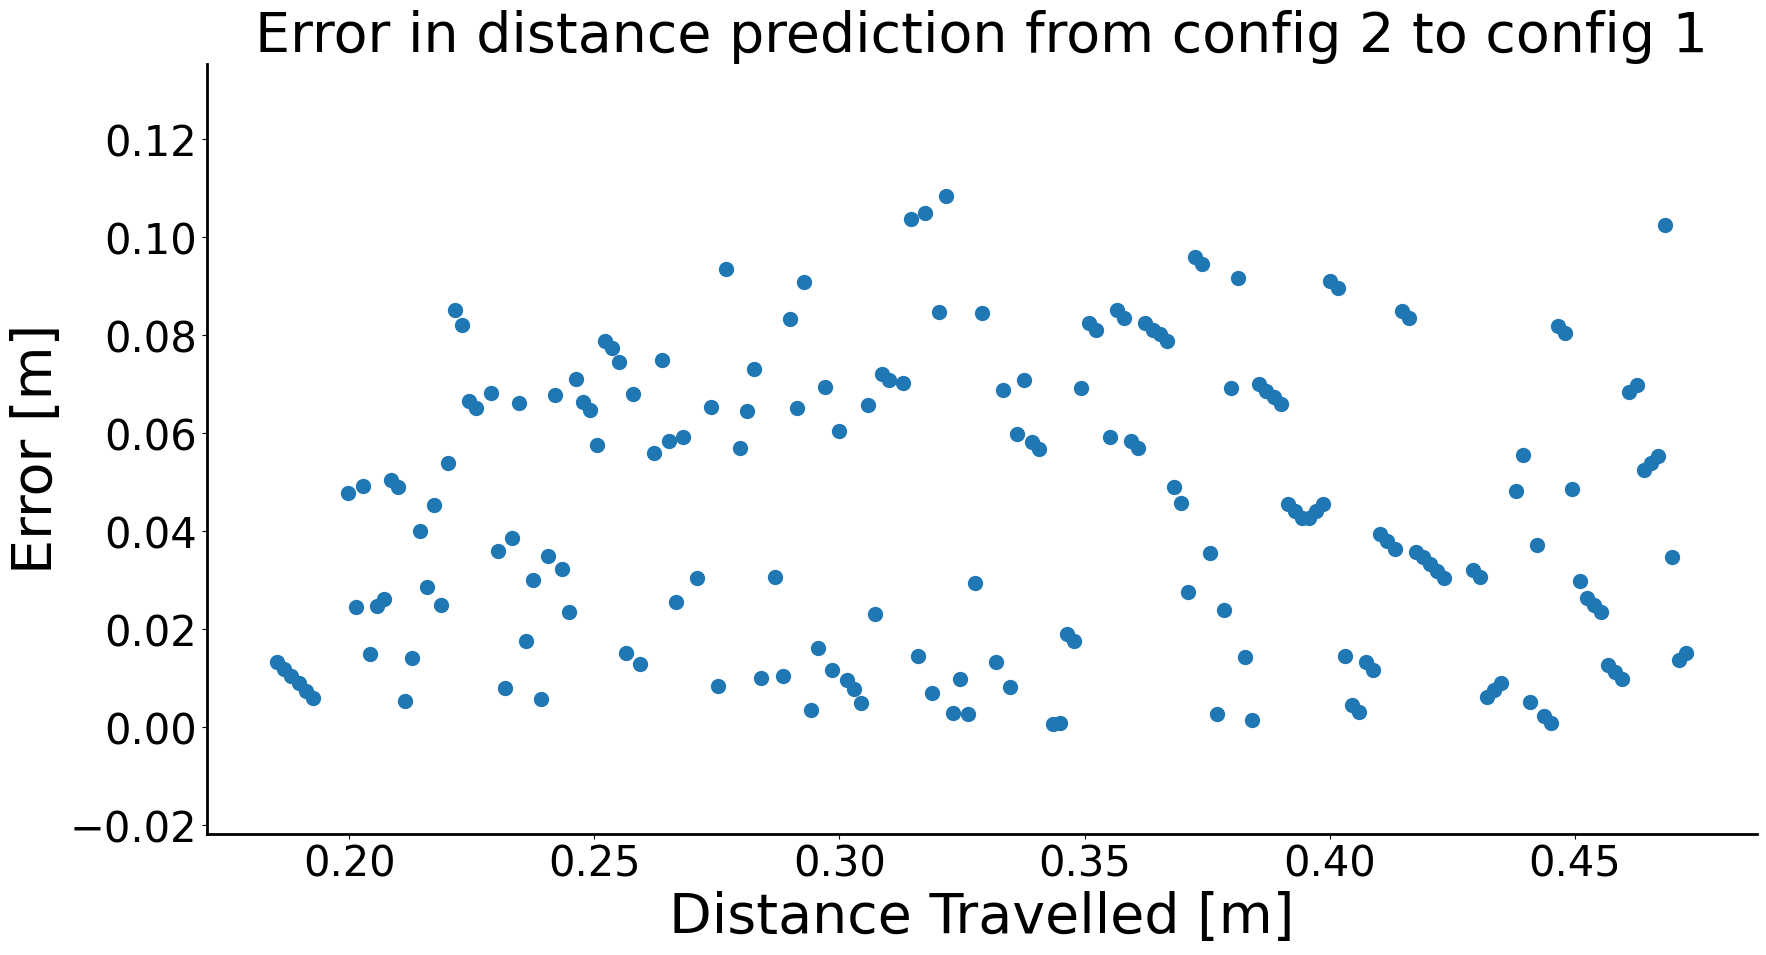 Error in distance prediction from config 2 to config 1
Error [m]
0.12
0.10
0.08
0.06
0.04
0.02
0.00
−0.02
0.20 0.25 0.30 0.35 0.40 0.45
Distance Travelled [m]